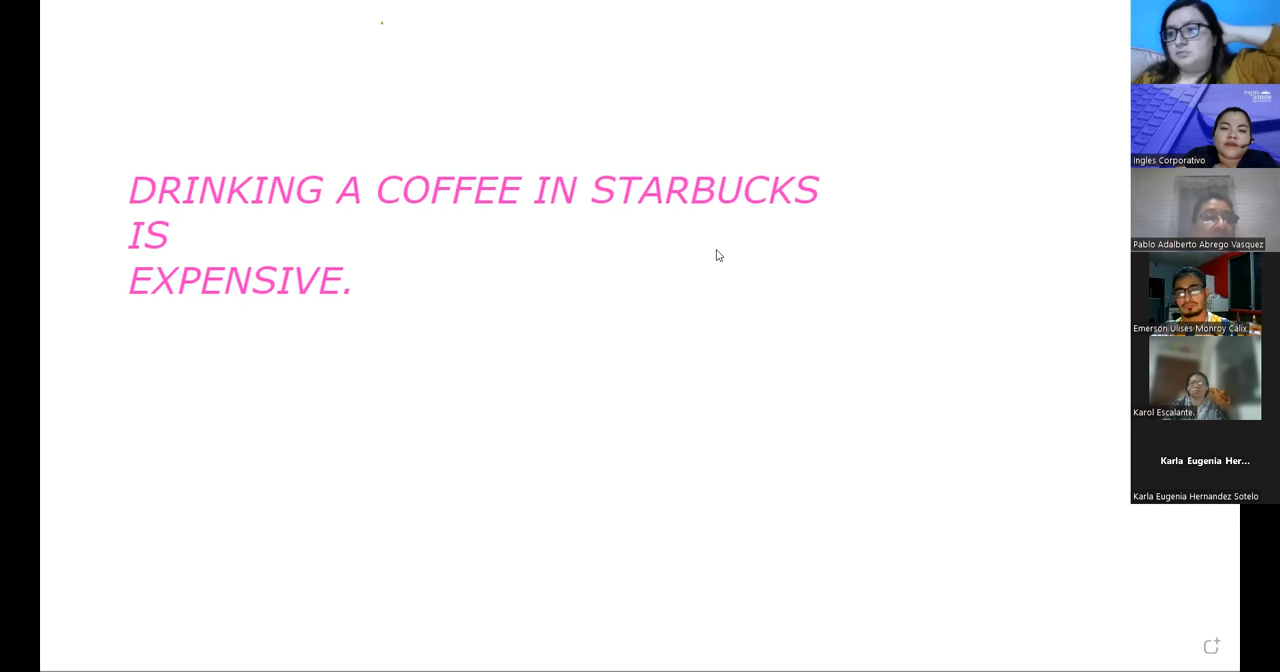 DRINKING A COFFEE IN STARBUCKS
IS
EXPENSIVE.
Ingles Corporativo
Pablo Adalberto Abrego Vasquez
Emerson Ulises Monroy Calix
Karol Escalante.
Karla Eugenia Her...
Karla Eugenia Hernandez Sotelo